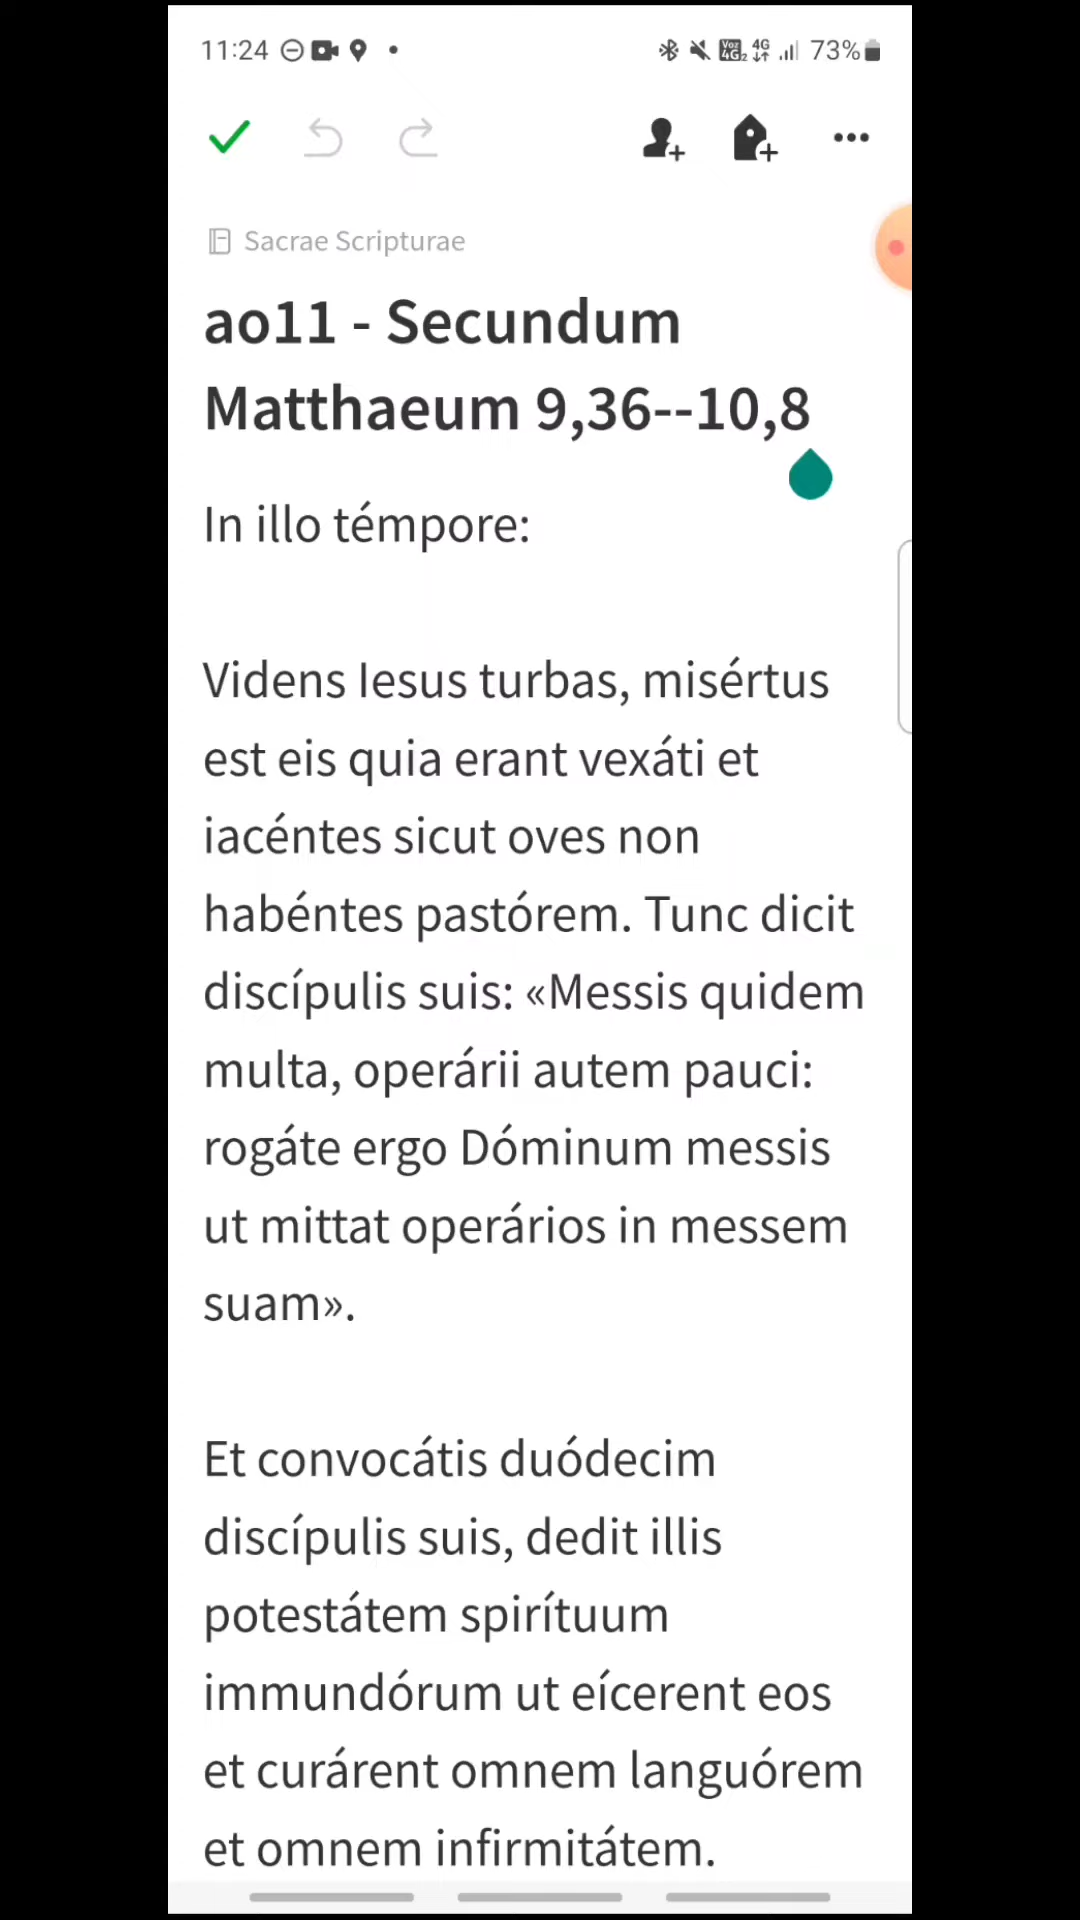 11:24 73%
Sacrae Scripturae
ao11 - Secundum
Matthaeum 9,36--10,8
In illo témpore:
Videns Iesus turbas, misértus
est eis quia erant vexáti et
iacéntes sicut oves non
habéntes pastórem. Tunc dicit
discípulis suis: «Messis quidem
multa, operárii autem pauci:
rogáte ergo Dóminum messis
ut mittat operários in messem
suam».
Et convocátis duódecim
discípulis suis, dedit illis
potestátem spirítuum
immundórum ut eícerent eos
et curárent omnem languórem
et omnem infirmitátem.